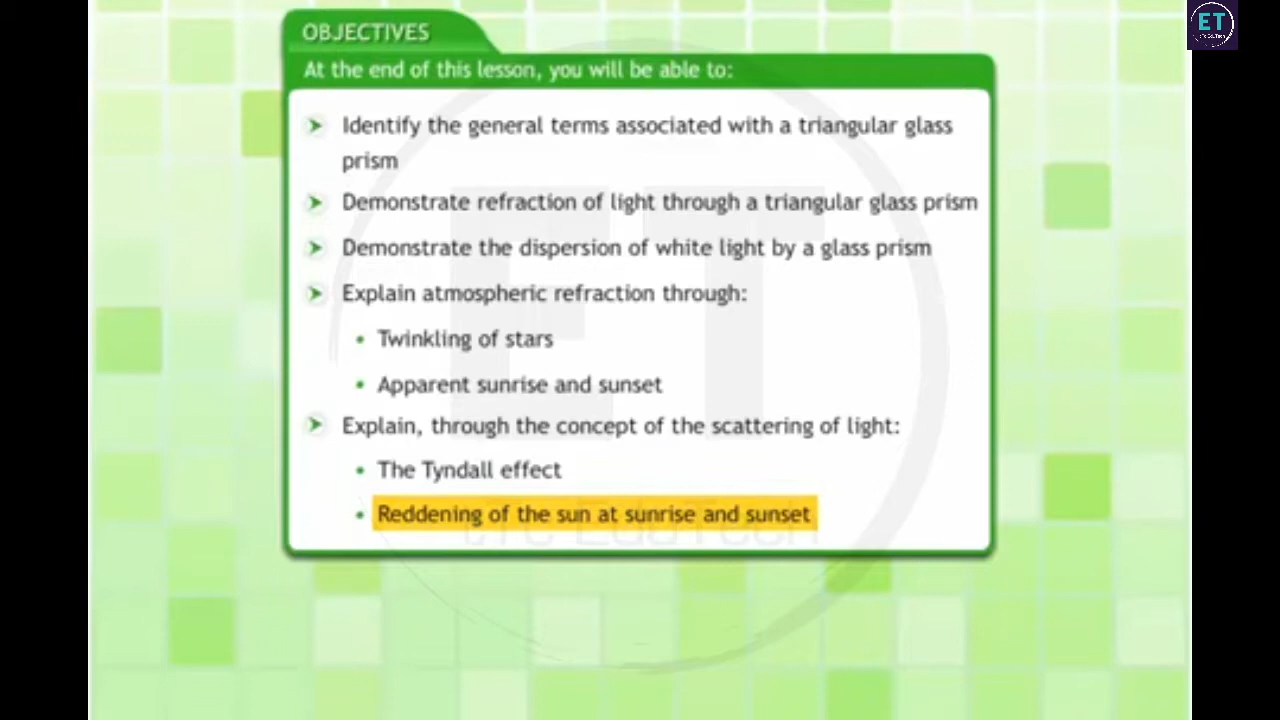 OBJECTIVES
At the end of this lesson, you will be able to:
Identify the general terms associated with a triangular glass
prism
Demonstrate refraction of light through a triangular glass prism
Demonstrate the dispersion of white light by a glass prism
Explain atmospheric refraction through:
• Twinkling of stars
• Apparent sunrise and sunset
Explain, through the concept of the scattering of light:
• The Tyndall effect
• Reddening of the sun at sunrise and sunset
ET
ET